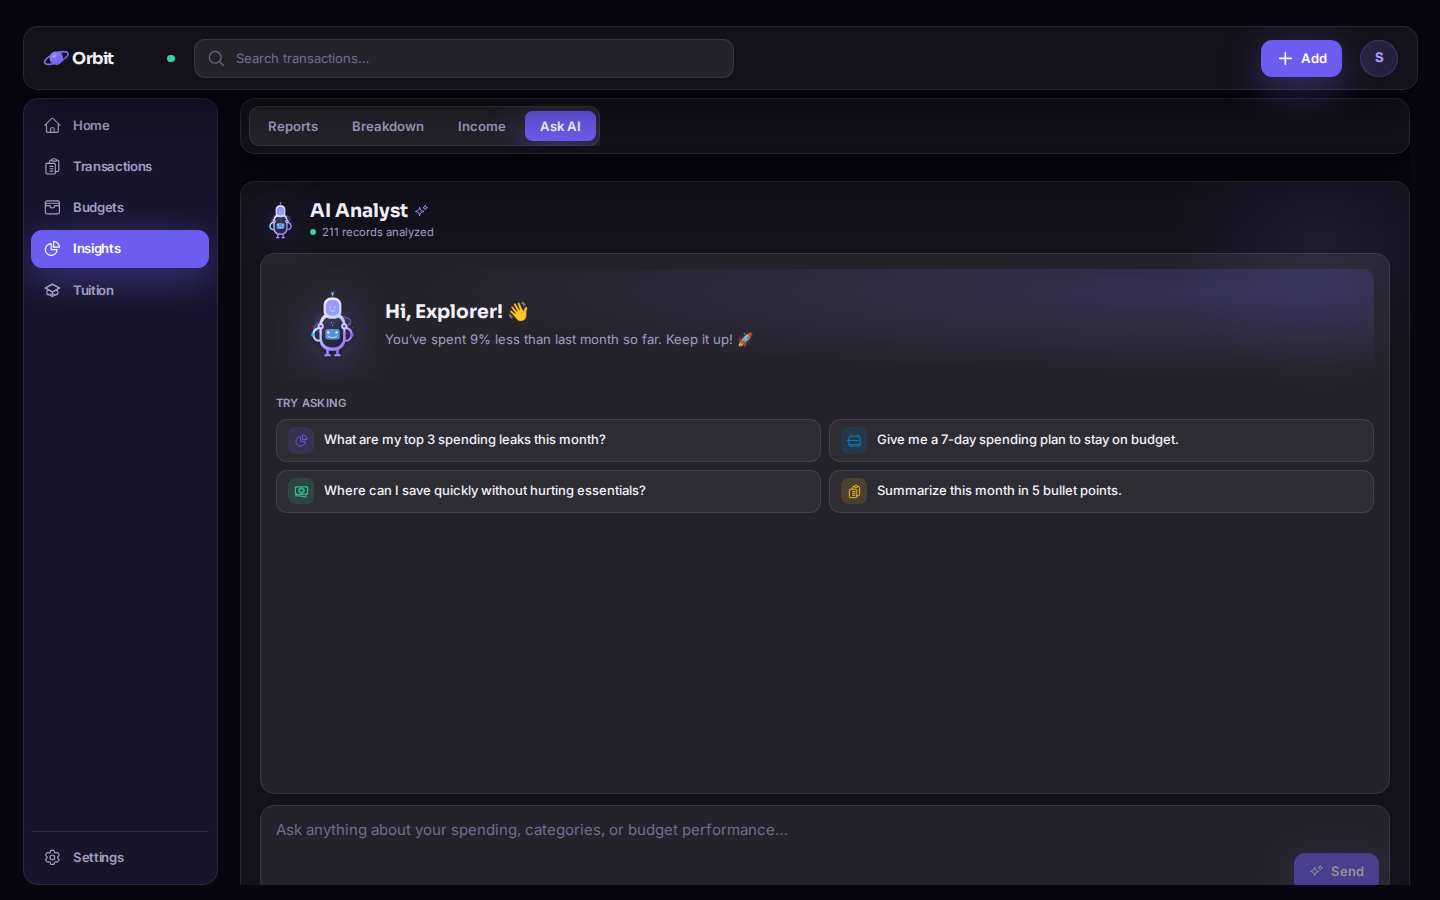 Orbit
Search transactions...
Add
S
Home
Transactions
Budgets
Insights
Tuition
Settings
Reports
Breakdown
Income
Ask AI
AI Analyst
211 records analyzed
Hi, Explorer! 👋
You've spent 9% less than last month so far. Keep it up! 🚀
TRY ASKING
What are my top 3 spending leaks this month?
Give me a 7-day spending plan to stay on budget.
Where can I save quickly without hurting essentials?
Summarize this month in 5 bullet points.
Ask anything about your spending, categories, or budget performance...
Send